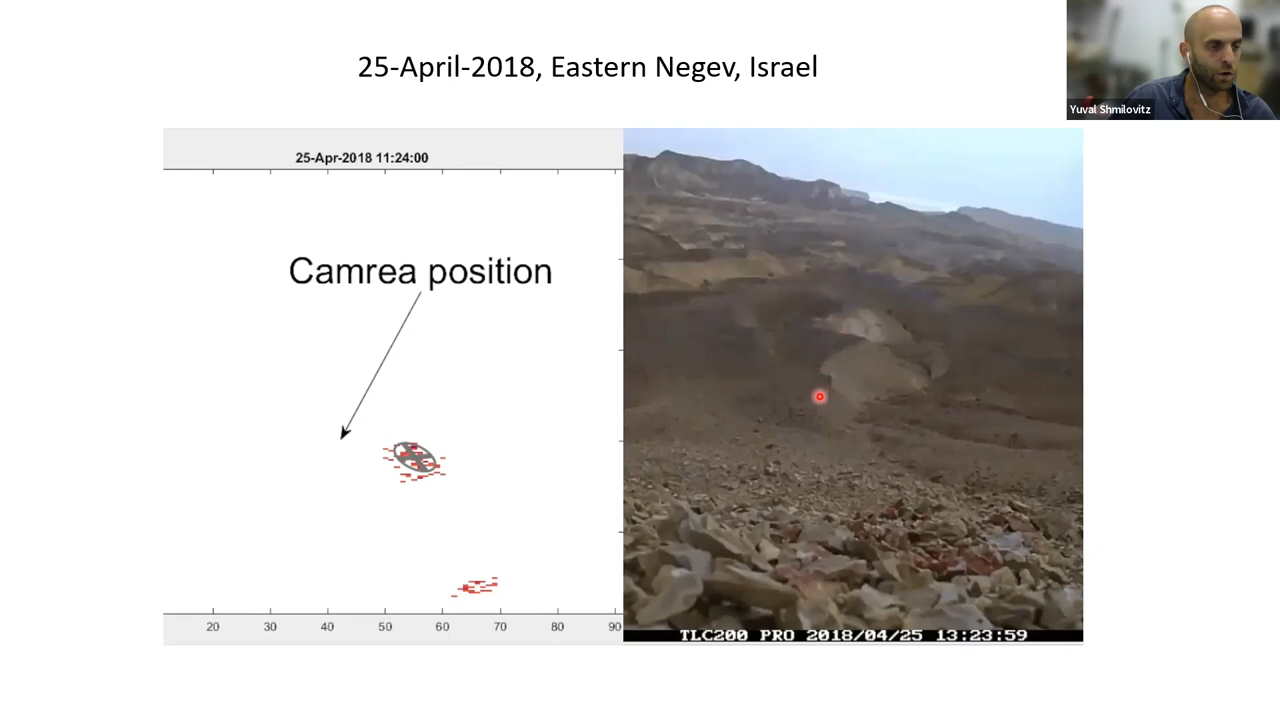 25-April-2018, Eastern Negev, Israel
Yuval Shmilovitz
25-Apr-2018 11:24:00
Camrea position
20 30 40 50 60 70 80 90
TLC200 PRO 2018/04/25 13:23:59